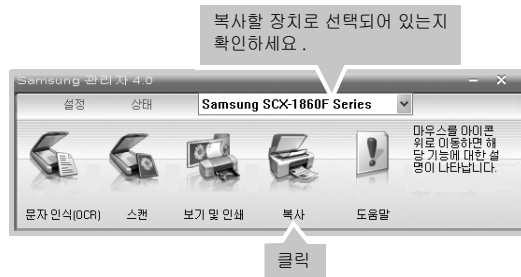 복사할 장치로 선택되어 있는지
확인하세요 .
Samsung 관리자 4.0
설정 상태 Samsung SCX-1860F Series
마우스를 아이콘
위로 이동하면 해
당 기능에 대한 설
명이 나타납니다.
문자 인식(OCR) 스캔 보기 및 인쇄 복사 도움말
클릭